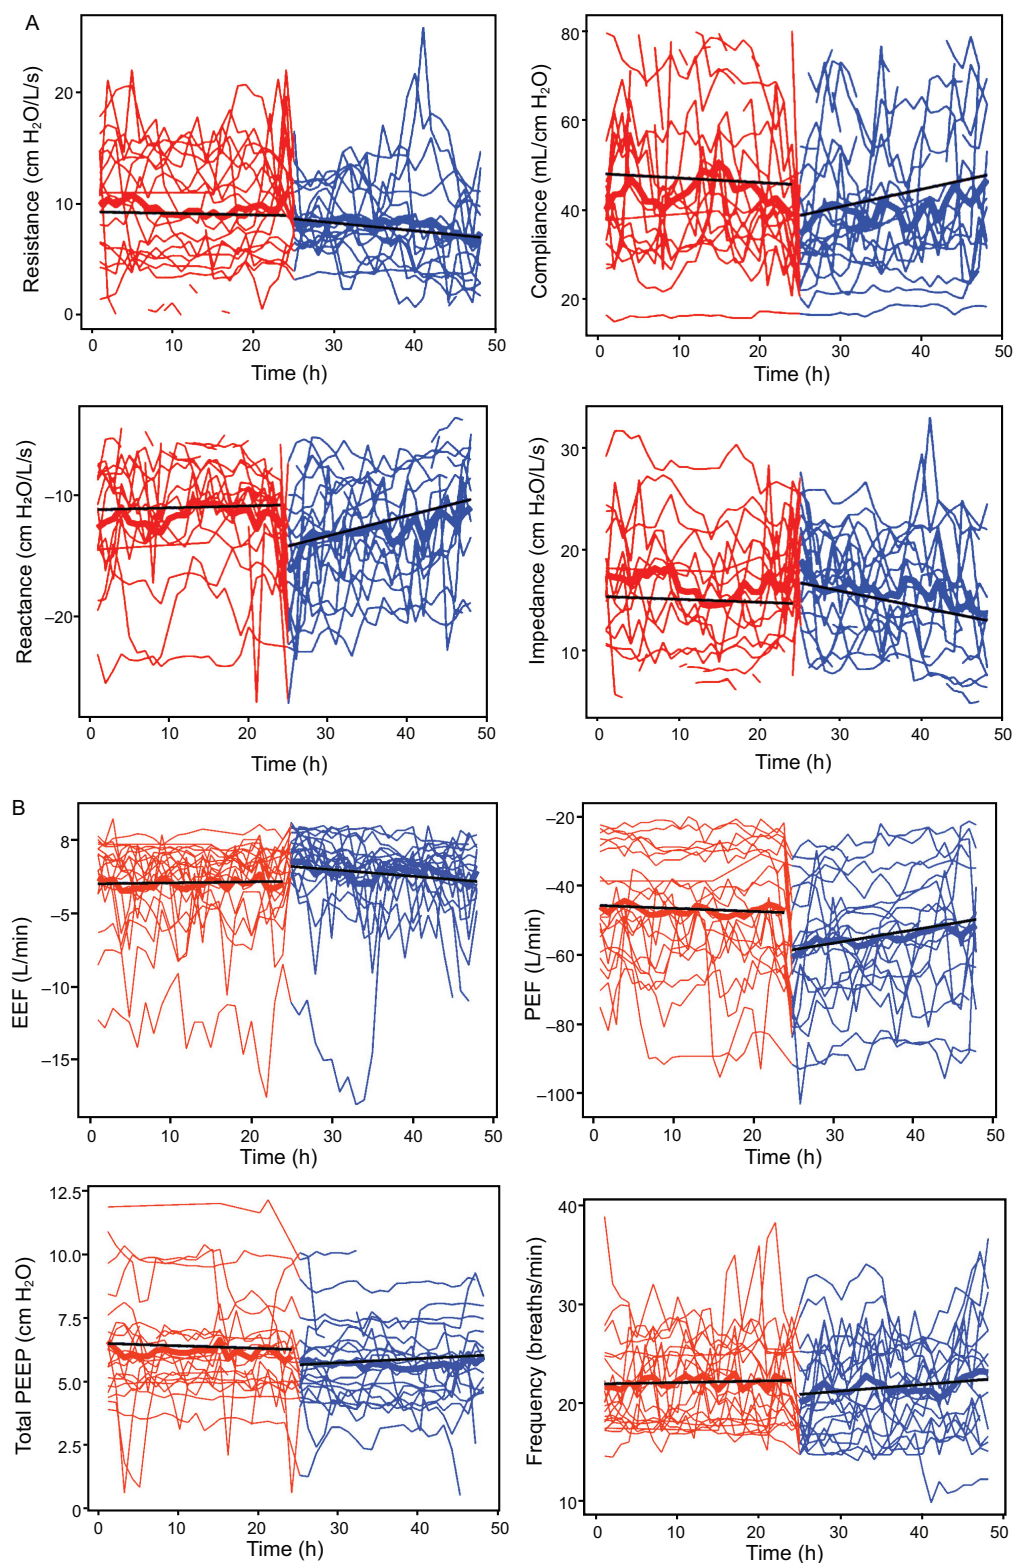 A
Resistance (cm H₂O/L/s)
20
10
0
0 10 20 30 40 50
Time (h)
Compliance (mL/cm H₂O)
80
60
40
20
0 10 20 30 40 50
Time (h)
Reactance (cm H₂O/L/s)
−10
−20
0 10 20 30 40 50
Time (h)
Impedance (cm H₂O/L/s)
30
20
10
0 10 20 30 40 50
Time (h)
B
EEF (L/min)
8
−5
−10
−15
0 10 20 30 40 50
Time (h)
PEF (L/min)
−20
−40
−60
−80
−100
0 10 20 30 40 50
Time (h)
Total PEEP (cm H₂O)
12.5
10.0
7.5
5.0
2.5
0
0 10 20 30 40 50
Time (h)
Frequency (breaths/min)
40
30
20
10
0 10 20 30 40 50
Time (h)